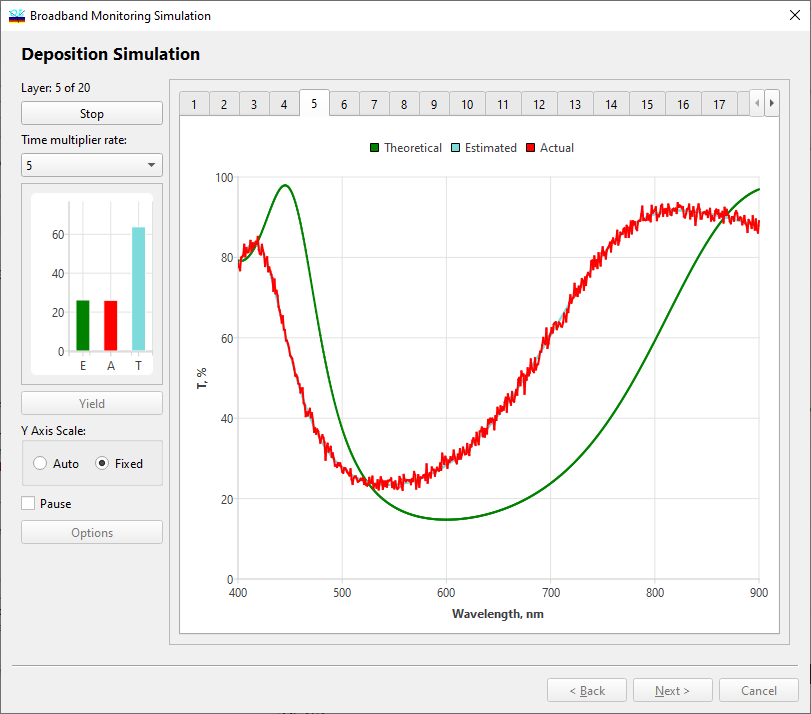 Broadband Monitoring Simulation
Deposition Simulation
Layer: 5 of 20
Stop
Time multiplier rate:
5
60
40
20
0
E A T
Yield
Y Axis Scale:
Auto Fixed
Pause
Options
1 2 3 4 5 6 7 8 9 10 11 12 13 14 15 16 17
Theoretical Estimated Actual
100
80
60
40
20
0
T, %
400 500 600 700 800 900
Wavelength, nm
< Back Next > Cancel